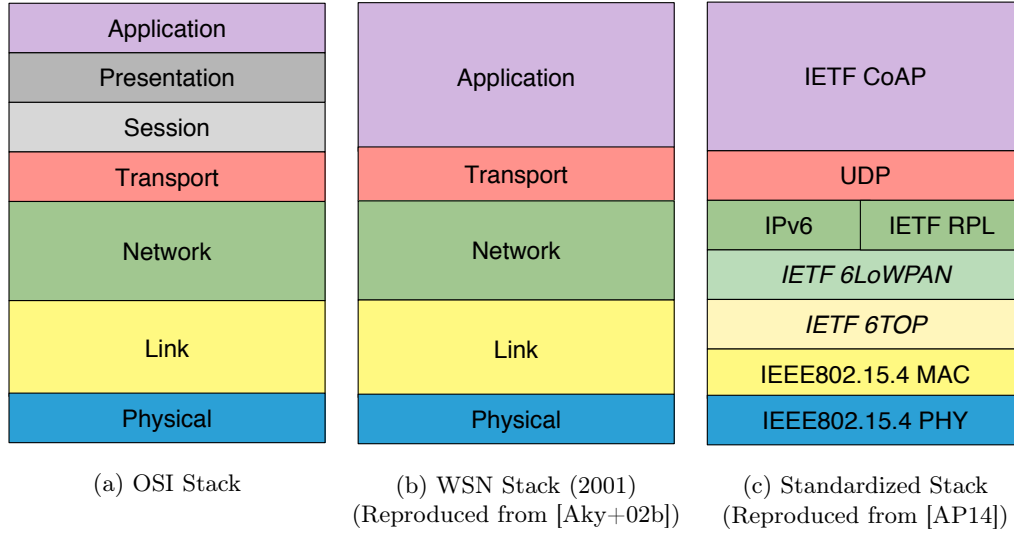 Application
Presentation
Session
Transport
Network
Link
Physical
(a) OSI Stack
Application
Transport
Network
Link
Physical
(b) WSN Stack (2001)
(Reproduced from [Aky+02b])
IETF CoAP
UDP
IPv6 IETF RPL
IETF 6LoWPAN
IETF 6TOP
IEEE802.15.4 MAC
IEEE802.15.4 PHY
(c) Standardized Stack
(Reproduced from [AP14])